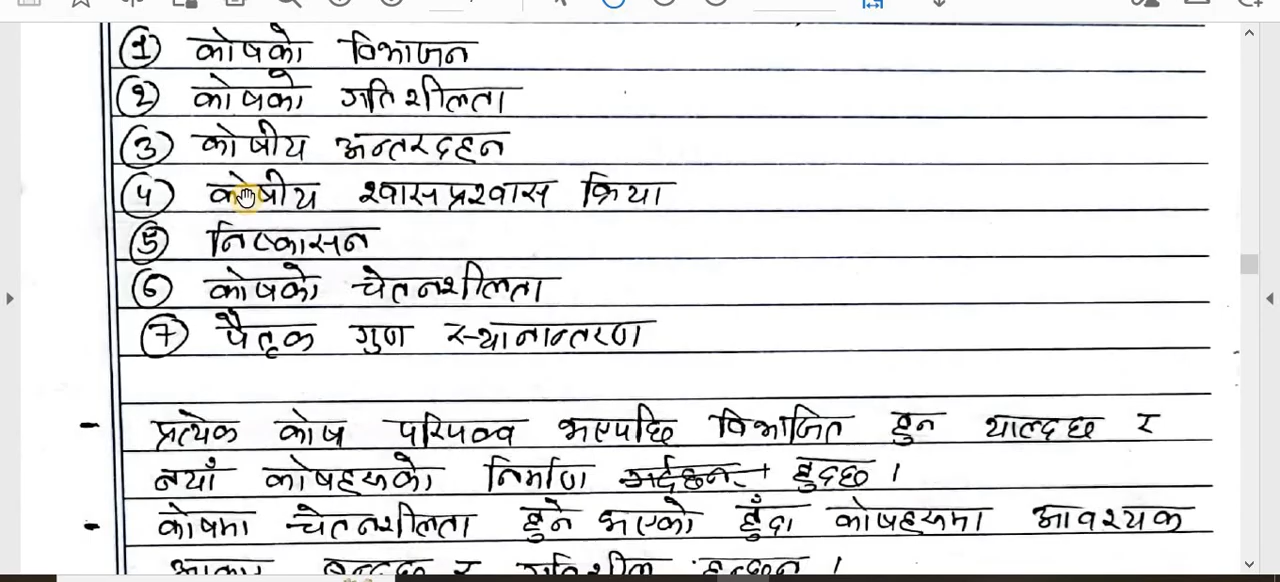 ① कोषको विभाजन
② कोषको गतिशीलता
③ कोषीय अन्तरदहन
④ कोषीय श्वासप्रश्वास क्रिया
⑤ निष्कासन
⑥ कोषको चेतनशीलता
⑦ पैतृक गुण स्थानान्तरण
- प्रत्येक कोष परिपक्व भएपछि विभाजित हुन थाल्दछ र
नयाँ कोषहरुको निर्माण हुदछ ।
- कोषमा चेतनशीलता हुने भएको हुँदा कोषहरुमा आवश्यक